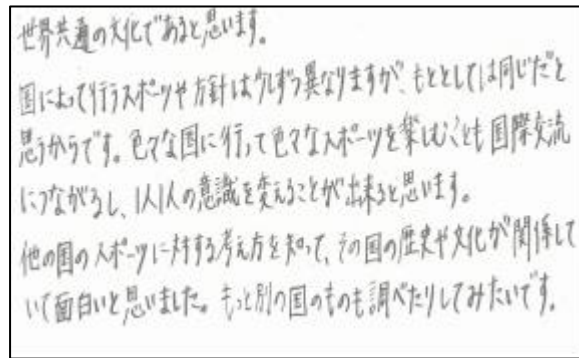 世界共通の文化であると思います。
国によって行うスポーツや方針は少しずつ異なりますが、もととしては同じだと
思うからです。色々な国に行って色々なスポーツを楽しむことも国際交流
につながるし、1人1人の意識を変えることが出来ると思います。
他の国のスポーツに対する考え方を知って、その国の歴史や文化が関係して
いて面白いと思いました。もっと別の国のものも調べたりしてみたいです。